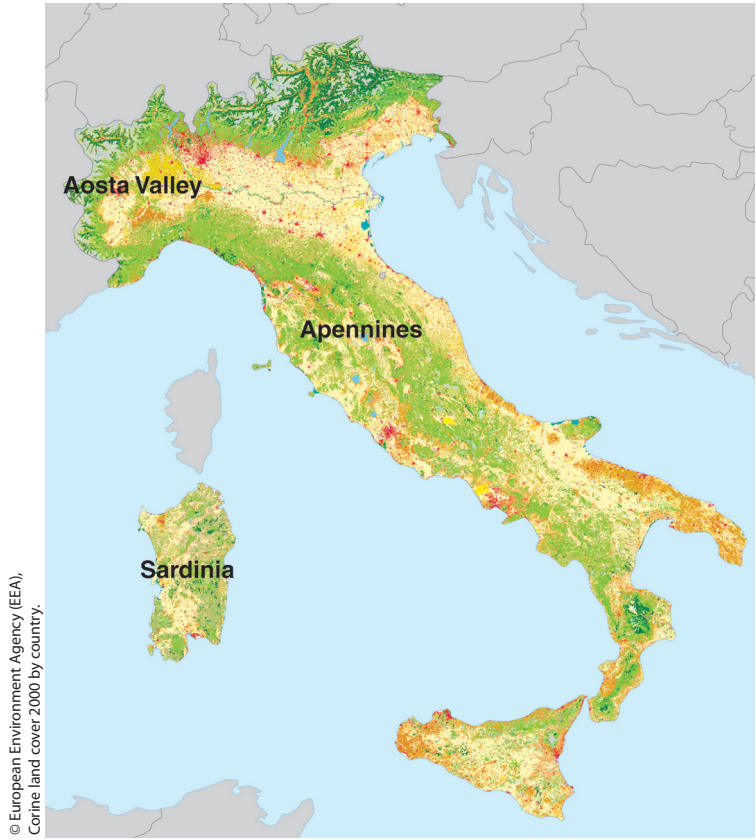 Aosta Valley
Apennines
Sardinia
© European Environment Agency (EEA),
Corine land cover 2000 by country.